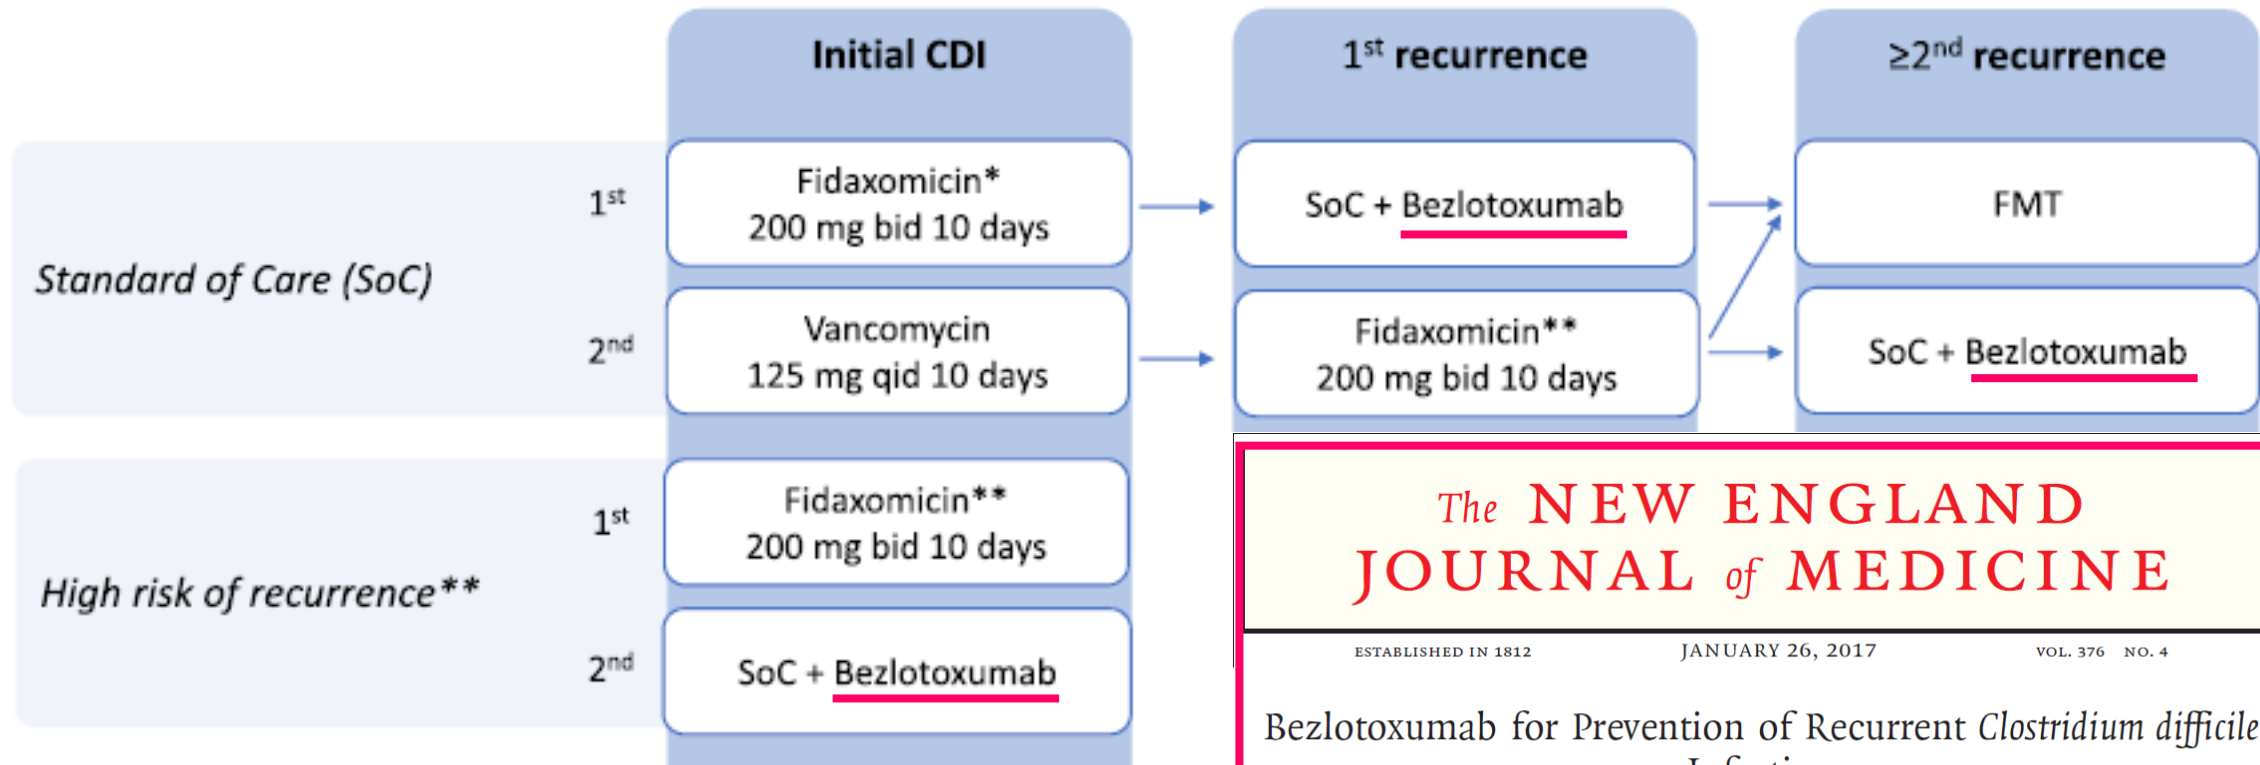 Initial CDI
1st recurrence
≥2nd recurrence
Standard of Care (SoC)
1st
Fidaxomicin*
200 mg bid 10 days
SoC + Bezlotoxumab
FMT
2nd
Vancomycin
125 mg qid 10 days
Fidaxomicin**
200 mg bid 10 days
SoC + Bezlotoxumab
High risk of recurrence**
1st
Fidaxomicin**
200 mg bid 10 days
2nd
SoC + Bezlotoxumab
The NEW ENGLAND
JOURNAL of MEDICINE
ESTABLISHED IN 1812
JANUARY 26, 2017
VOL. 376 NO. 4
Bezlotoxumab for Prevention of Recurrent Clostridium difficile